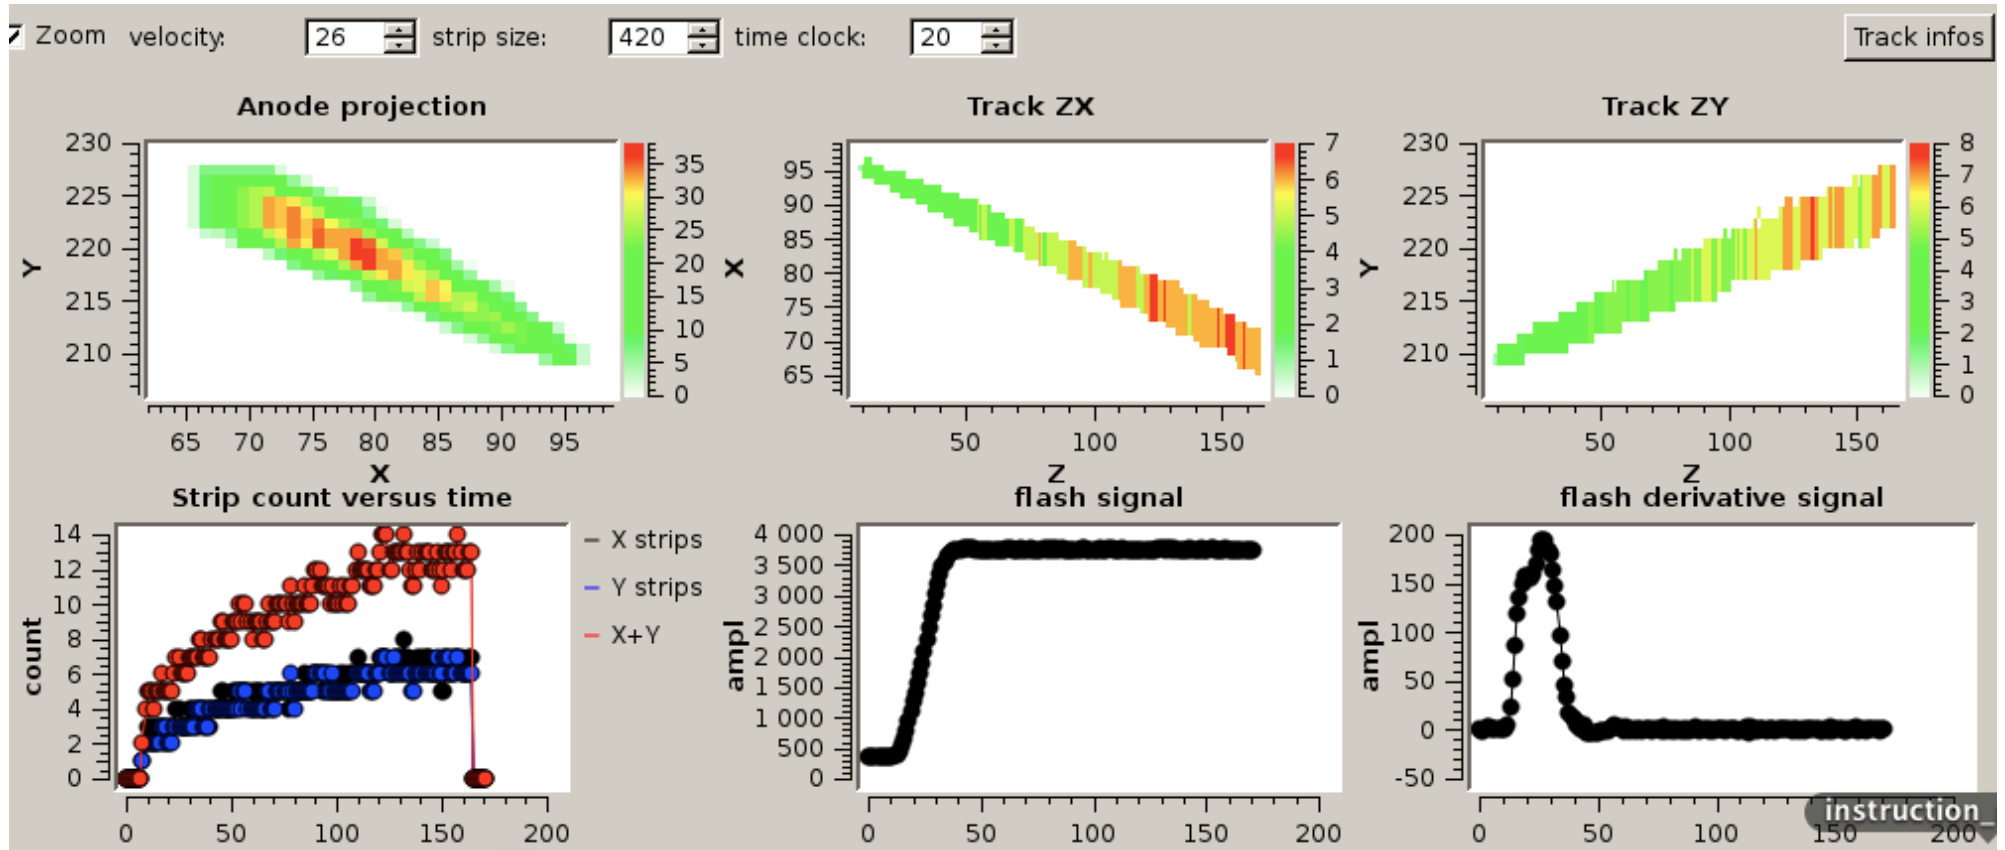 Zoom velocity: 26 strip size: 420 time clock: 20 Track infos
Anode projection
Y
230
225
220
215
210
65 70 75 80 85 90 95
X
35
30
25
20
15
10
5
0
Track ZX
X
95
90
85
80
75
70
65
50 100 150
Z
7
6
5
4
3
2
1
0
Track ZY
Y
230
225
220
215
210
50 100 150
Z
8
7
6
5
4
3
2
1
0
Strip count versus time
count
14
12
10
8
6
4
2
0
0 50 100 150 200
X strips
Y strips
X+Y
flash signal
ampl
4 000
3 500
3 000
2 500
2 000
1 500
1 000
500
0
0 50 100 150 200
flash derivative signal
ampl
200
150
100
50
0
-50
0 50 100 150 200
instruction_